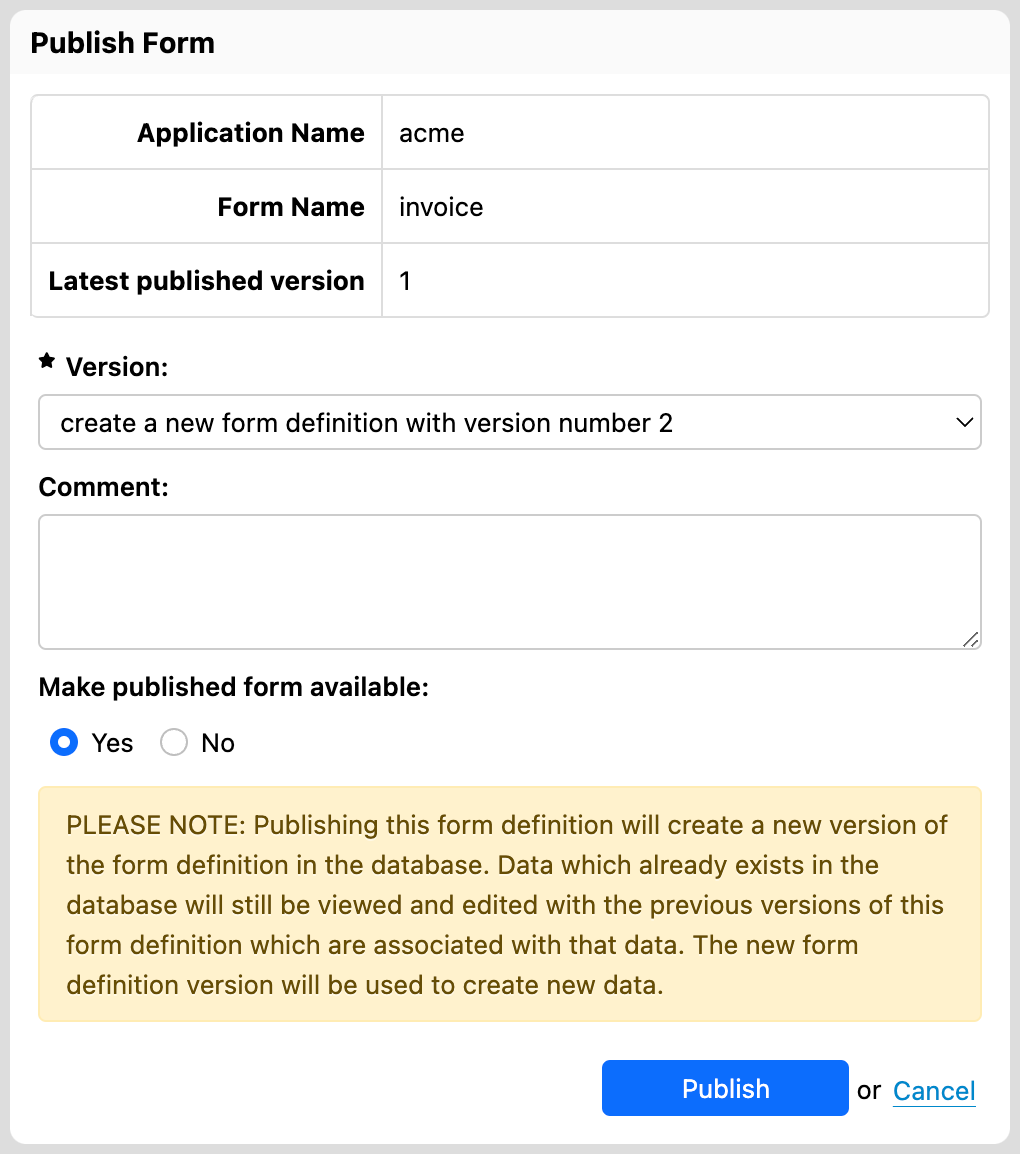 Publish Form
Application Name acme
Form Name invoice
Latest published version 1
★ Version:
create a new form definition with version number 2
Comment:
Make published form available:
Yes No
PLEASE NOTE: Publishing this form definition will create a new version of
the form definition in the database. Data which already exists in the
database will still be viewed and edited with the previous versions of this
form definition which are associated with that data. The new form
definition version will be used to create new data.
Publish or Cancel